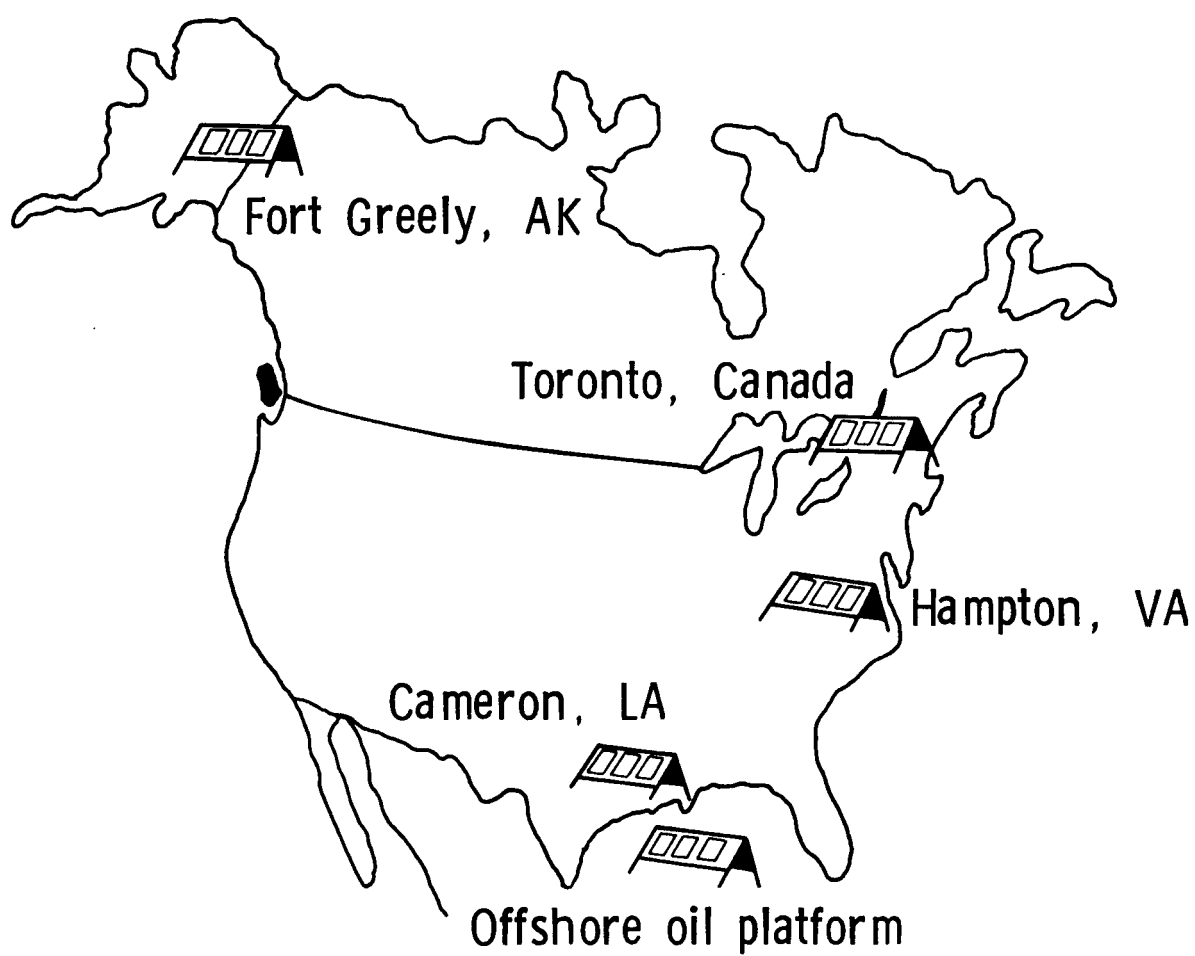 Fort Greely, AK
Toronto, Canada
Hampton, VA
Cameron, LA
Offshore oil platform